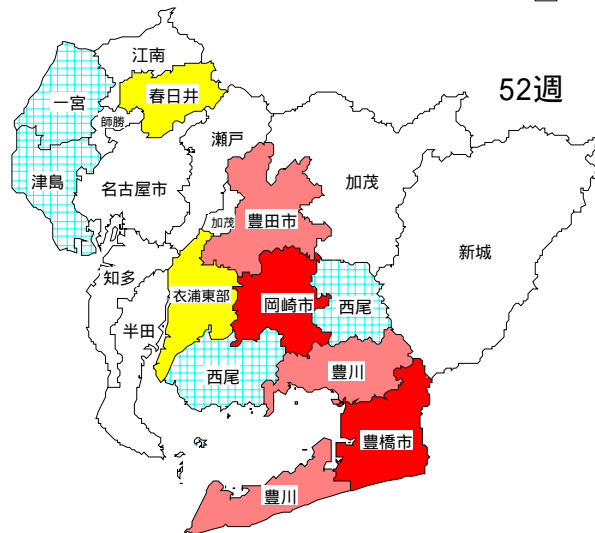 江南
52週
一宮
春日井
師勝
瀬戸
津島
名古屋市
加茂
加茂
豊田市
新城
知多
衣浦東部
岡崎市
西尾
半田
西尾
豊川
豊橋市
豊川